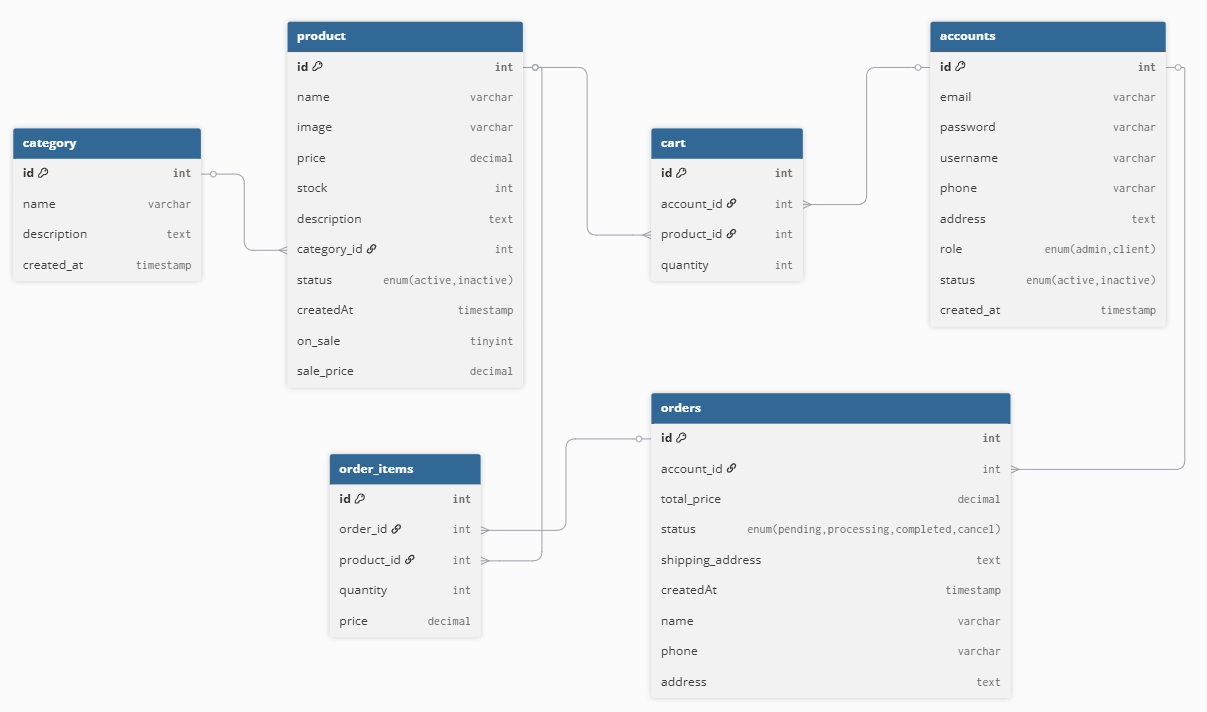 product
id int
name varchar
image varchar
price decimal
stock int
description text
category_id int
status enum(active,inactive)
createdAt timestamp
on_sale tinyint
sale_price decimal
accounts
id int
email varchar
password varchar
username varchar
phone varchar
address text
role enum(admin,client)
status enum(active,inactive)
created_at timestamp
category
id int
name varchar
description text
created_at timestamp
cart
id int
account_id int
product_id int
quantity int
orders
id int
account_id int
total_price decimal
status enum(pending,processing,completed,cancel)
shipping_address text
createdAt timestamp
name varchar
phone varchar
address text
order_items
id int
order_id int
product_id int
quantity int
price decimal